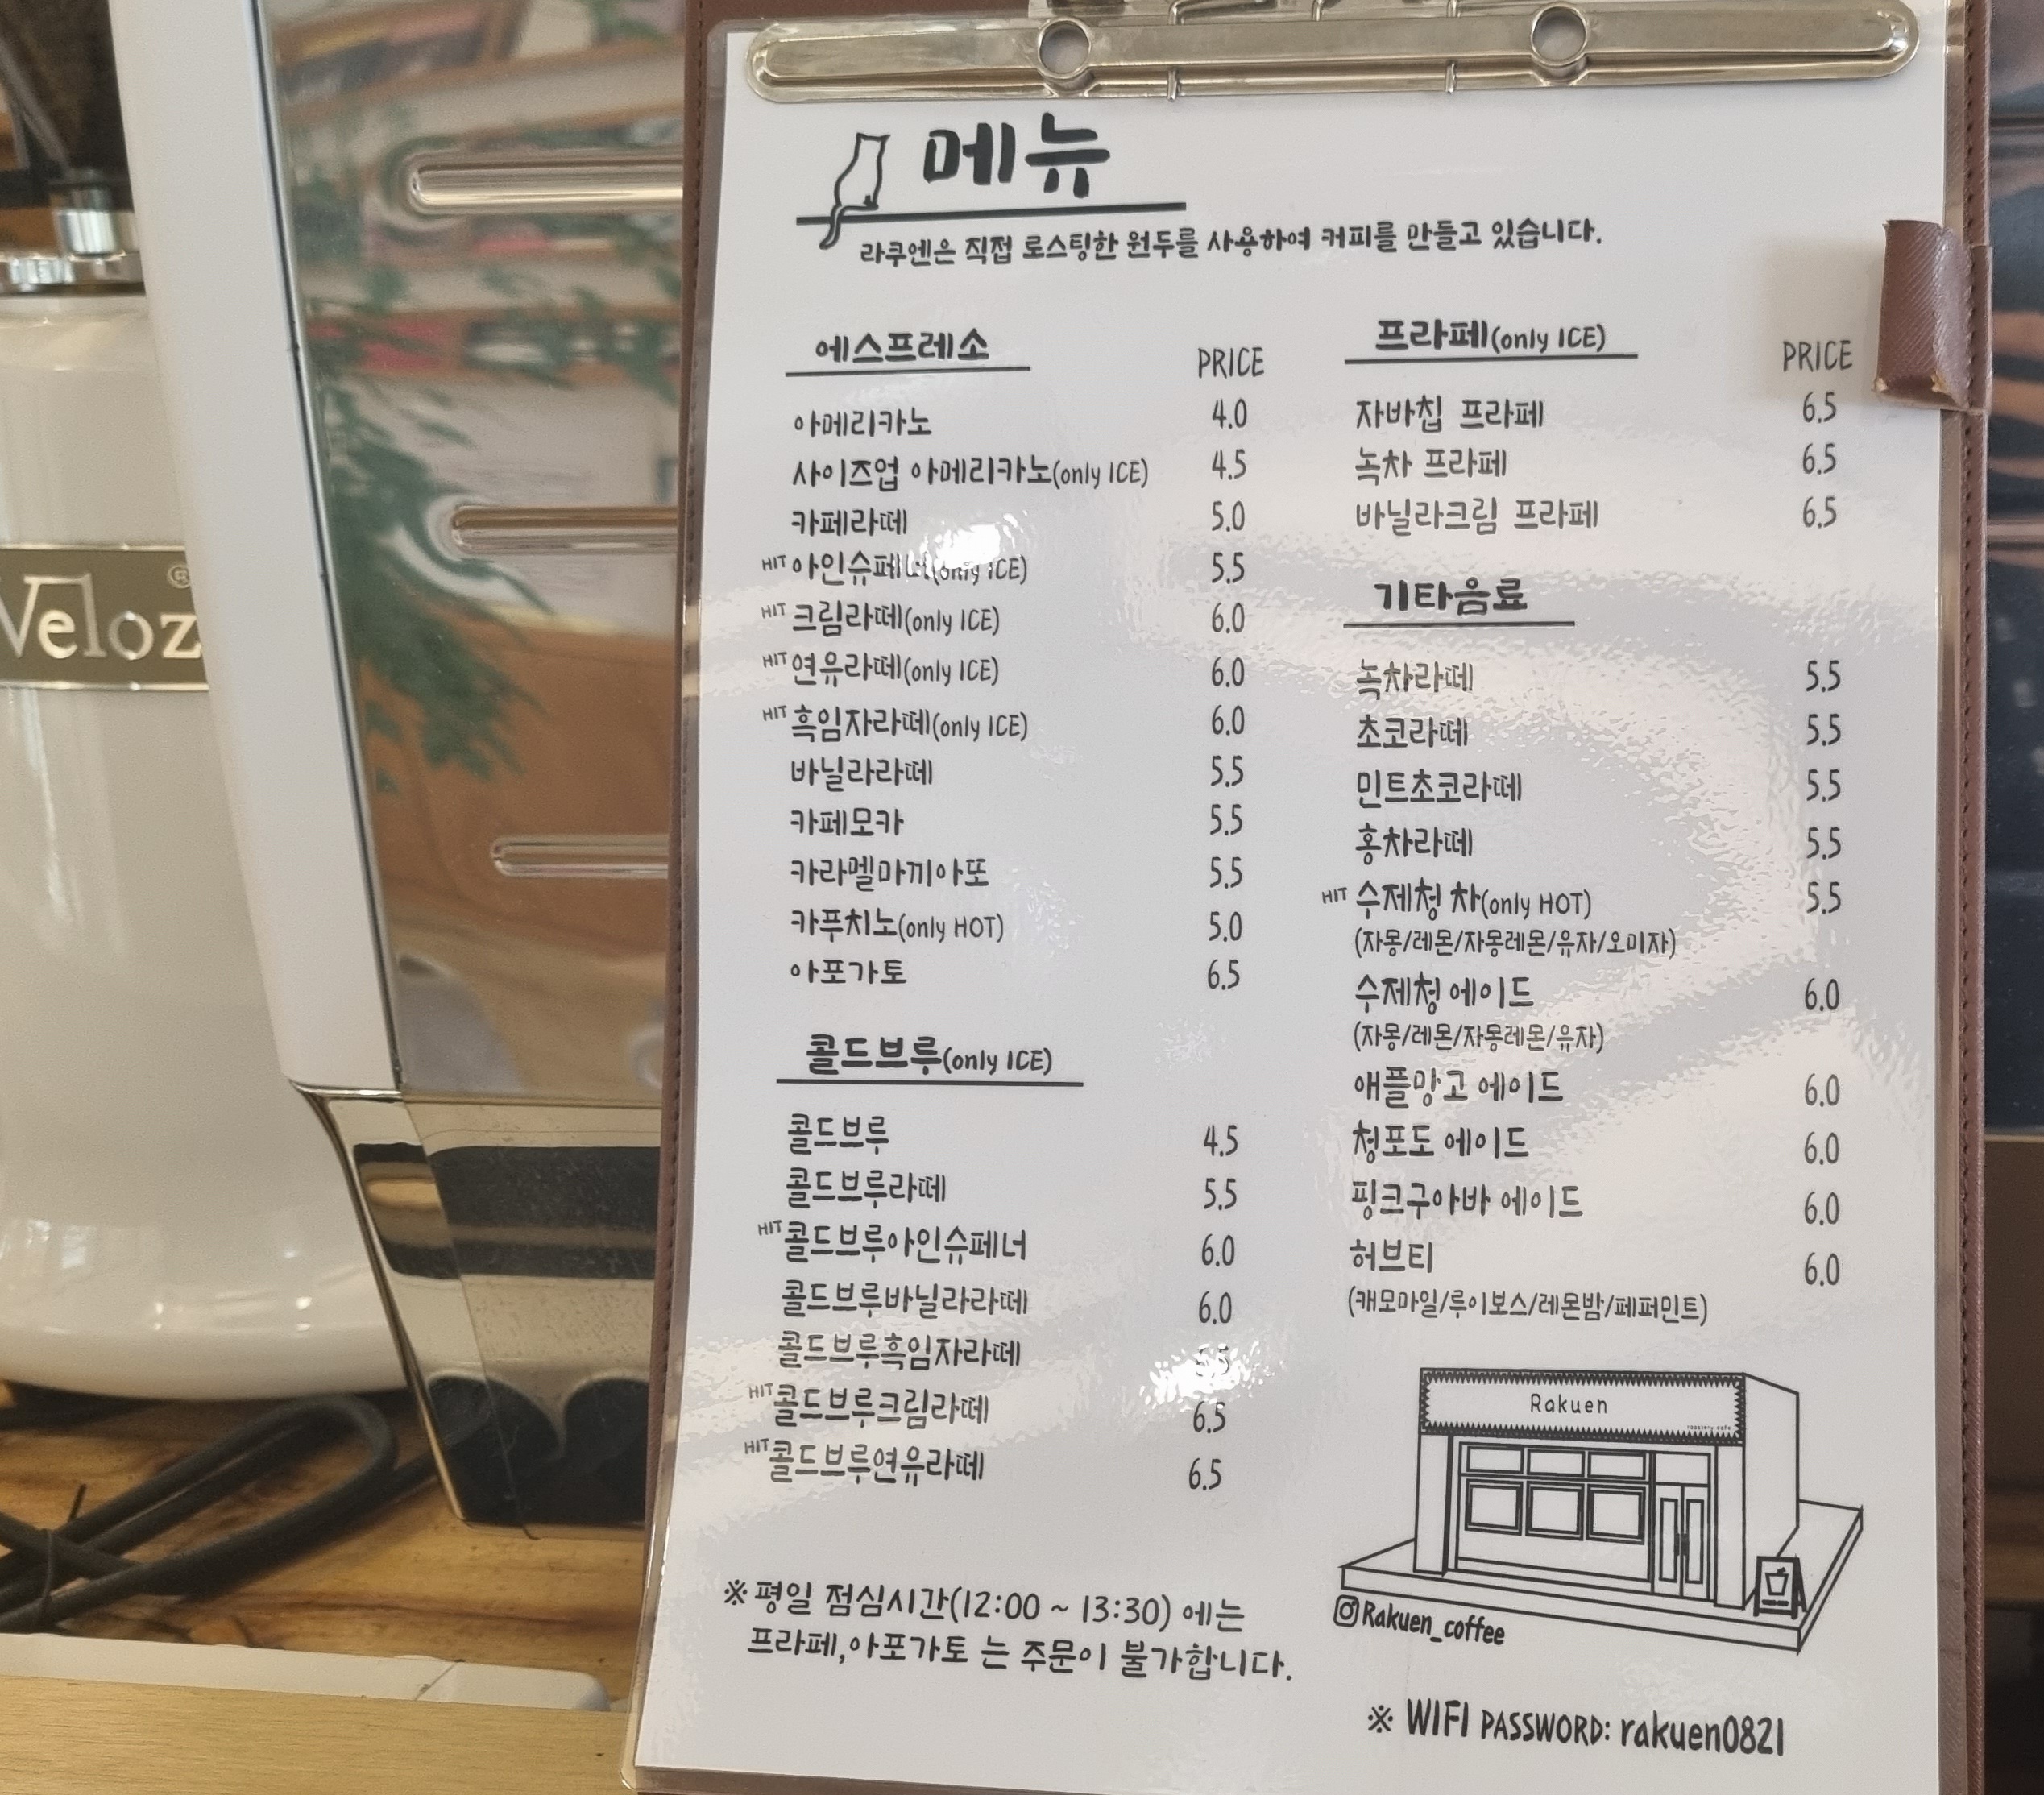 메뉴
라쿠엔은 직접 로스팅한 원두를 사용하여 커피를 만들고 있습니다.
에스프레소 PRICE
아메리카노 4.0
사이즈업 아메리카노(only ICE) 4.5
카페라떼 5.0
HIT 아인슈페너(only ICE) 5.5
HIT 크림라떼(only ICE) 6.0
HIT 연유라떼(only ICE) 6.0
HIT 흑임자라떼(only ICE) 6.0
바닐라라떼 5.5
카페모카 5.5
카라멜마끼아또 5.5
카푸치노(only HOT) 5.0
아포가토 6.5
콜드브루(only ICE)
콜드브루 4.5
콜드브루라떼 5.5
HIT 콜드브루아인슈페너 6.0
콜드브루바닐라라떼 6.0
콜드브루흑임자라떼
HIT 콜드브루크림라떼 6.5
HIT 콜드브루연유라떼 6.5
※ 평일 점심시간(12:00 ~ 13:30) 에는
프라페,아포가토 는 주문이 불가합니다.
프라페(only ICE) PRICE
자바칩 프라페 6.5
녹차 프라페 6.5
바닐라크림 프라페 6.5
기타음료
녹차라떼 5.5
초코라떼 5.5
민트초코라떼 5.5
홍차라떼 5.5
HIT 수제청 차(only HOT) 5.5
(자몽/레몬/자몽레몬/유자/오미자)
수제청 에이드 6.0
(자몽/레몬/자몽레몬/유자)
애플망고 에이드 6.0
청포도 에이드 6.0
핑크구아바 에이드 6.0
허브티 6.0
(캐모마일/루이보스/레몬밤/페퍼민트)
Rakuen
roastery cafe
Rakuen_coffee
※ WIFI PASSWORD: rakuen0821
Veloz®